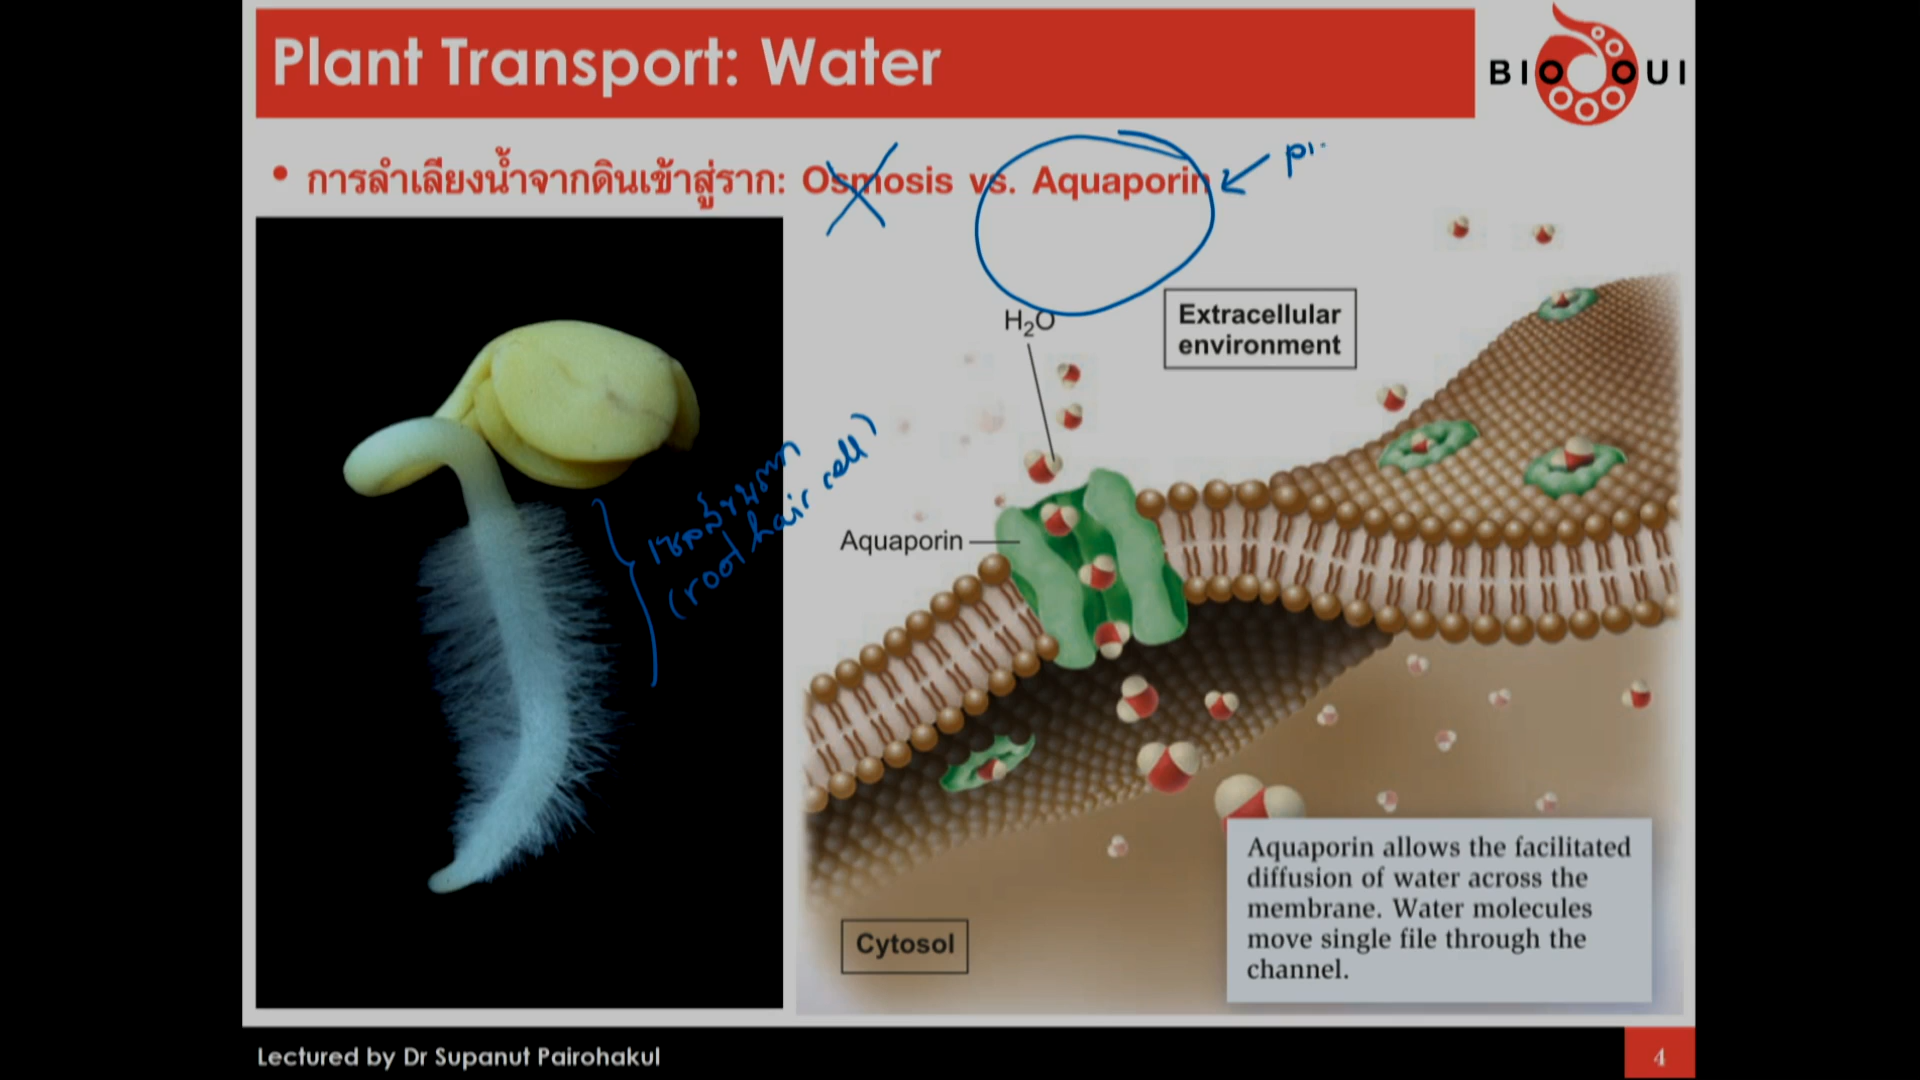 Plant Transport: Water
BIO OUI
• การลำเลียงน้ำจากดินเข้าสู่ราก: Osmosis vs. Aquaporin
H₂O
Extracellular
environment
เซลล์ขนราก
(root hair cell)
Aquaporin
Cytosol
Aquaporin allows the facilitated
diffusion of water across the
membrane. Water molecules
move single file through the
channel.
Lectured by Dr Supanut Pairohakul
4